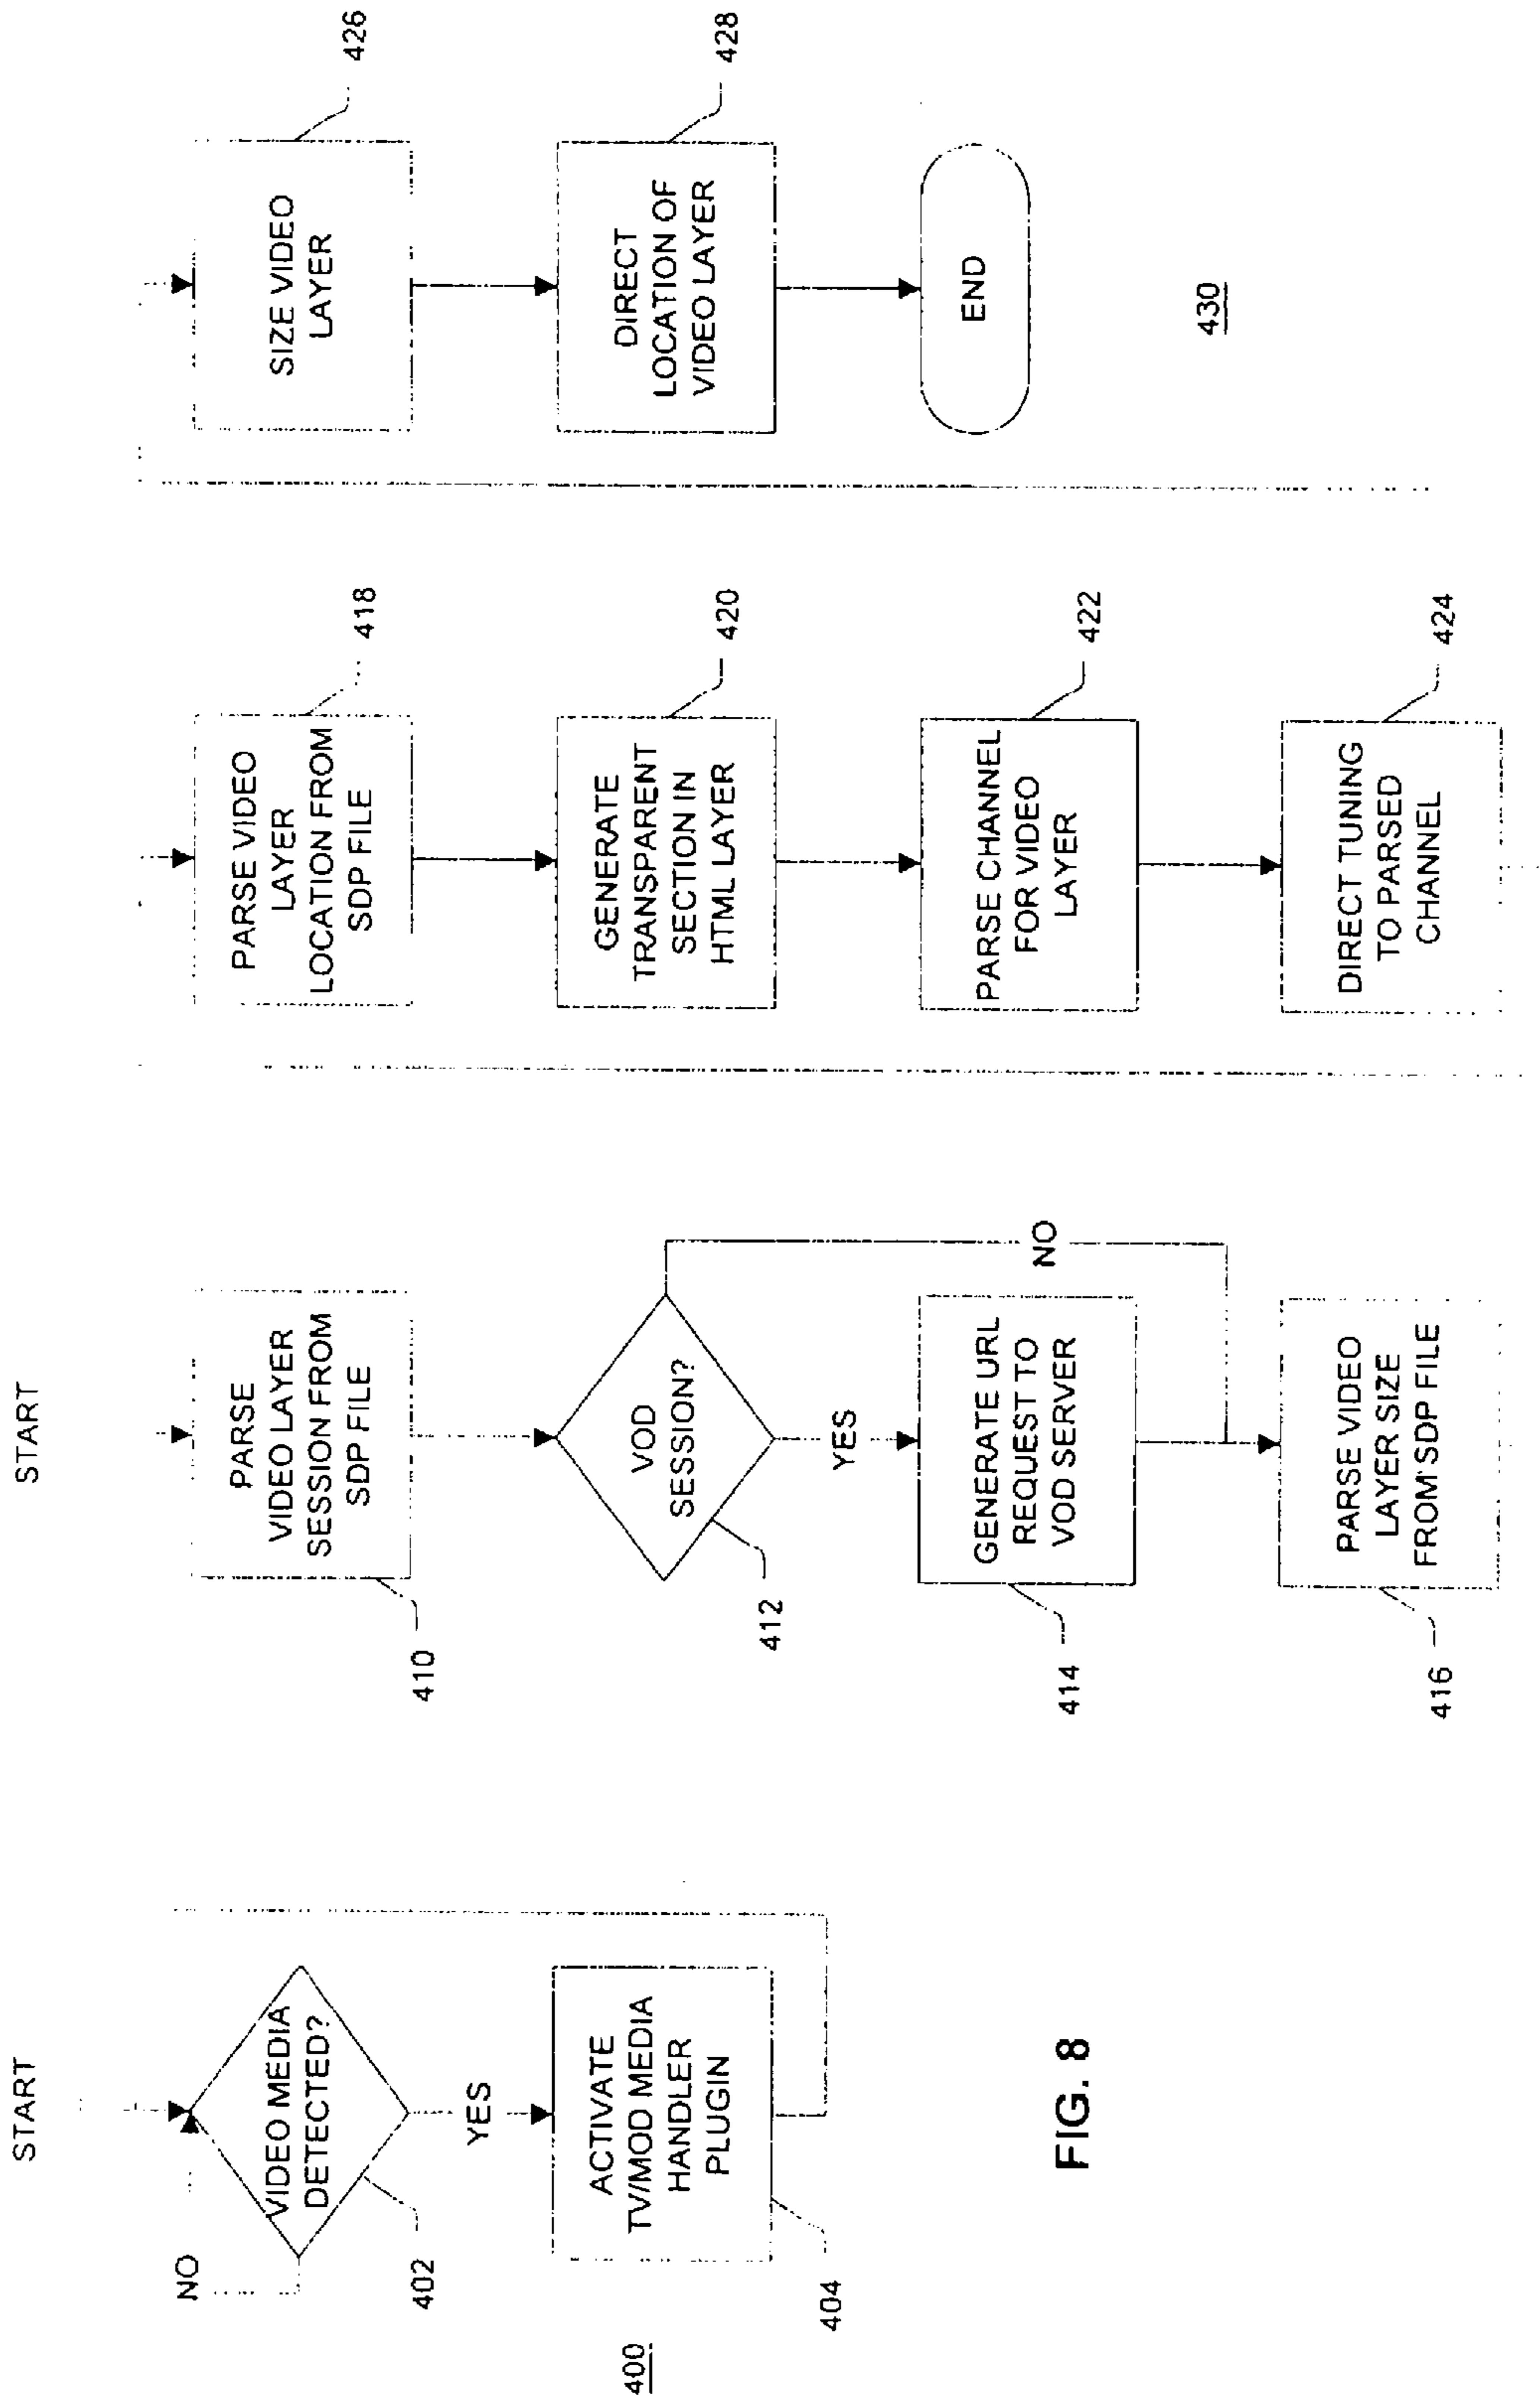 START
NO
VIDEO MEDIA
DETECTED?
402
YES
ACTIVATE
TV/MOD MEDIA
HANDLER
PLUGIN
404
400
FIG. 8
START
PARSE
VIDEO LAYER
SESSION FROM
SDP FILE
410
VOD
SESSION?
412
NO
YES
GENERATE URL
REQUEST TO
VOD SERVER
414
PARSE VIDEO
LAYER SIZE
FROM SDP FILE
416
PARSE VIDEO
LAYER
LOCATION FROM
SDP FILE
418
GENERATE
TRANSPARENT
SECTION IN
HTML LAYER
420
PARSE CHANNEL
FOR VIDEO
LAYER
422
DIRECT TUNING
TO PARSED
CHANNEL
424
SIZE VIDEO
LAYER
426
DIRECT
LOCATION OF
VIDEO LAYER
428
END
430